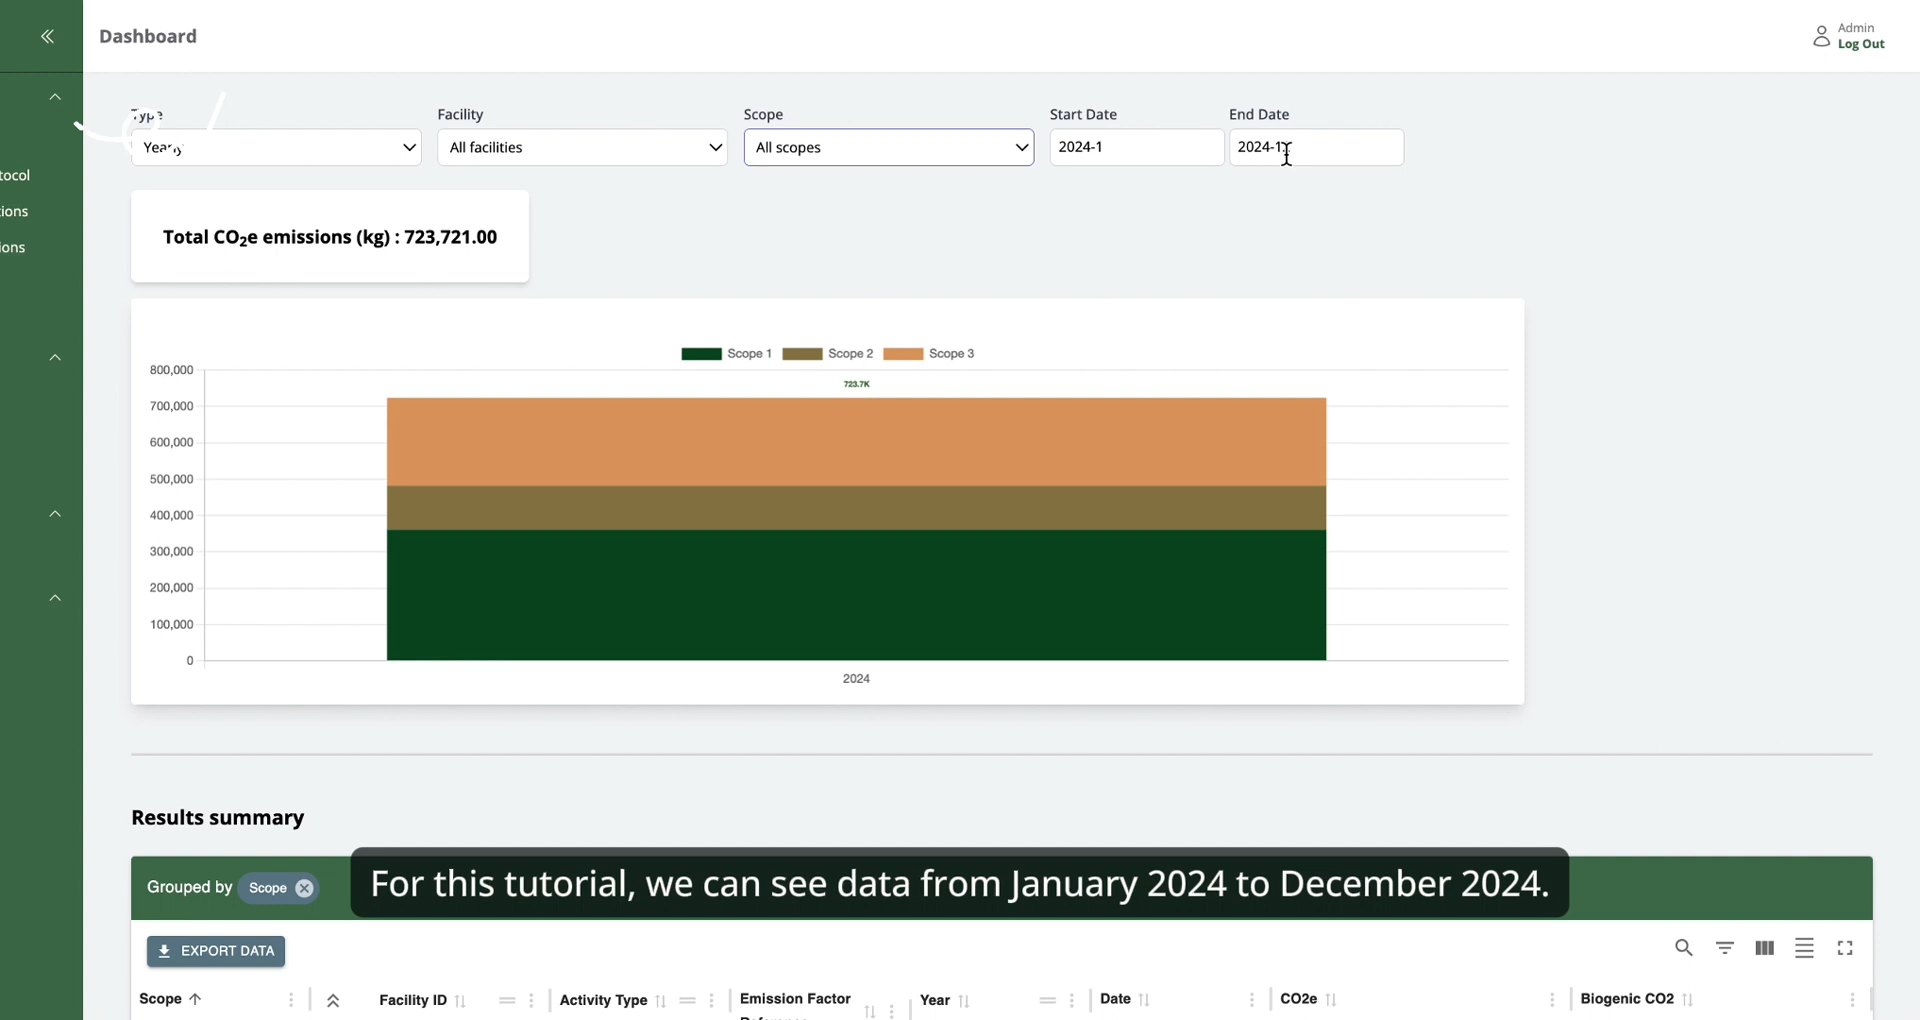 Dashboard
Admin
Log Out
Type
Facility
Scope
Start Date
End Date
Yearly
All facilities
All scopes
2024-1
tocol
ions
ions
Total CO₂e emissions (kg) : 723,721.00
Scope 1
Scope 2
Scope 3
723.7K
800,000
700,000
600,000
500,000
400,000
300,000
200,000
100,000
0
2024
Results summary
Grouped by Scope
For this tutorial, we can see data from January 2024 to December 2024.
EXPORT DATA
Scope
Facility ID
Activity Type
Emission Factor
Year
Date
CO2e
Biogenic CO2